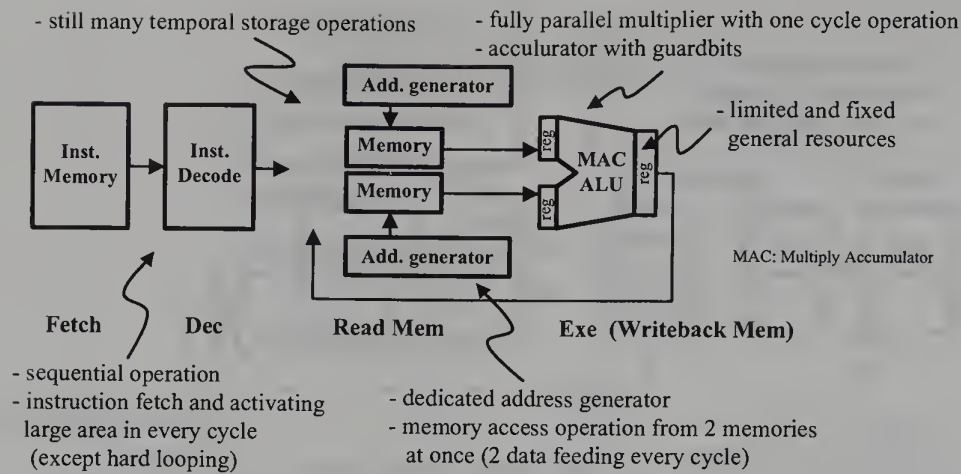 - still many temporal storage operations
- fully parallel multiplier with one cycle operation
- acculurator with guardbits
Add. generator
- limited and fixed
general resources
Inst.
Memory
Inst.
Decode
Memory
Memory
reg
reg
MAC
ALU
reg
Add. generator
MAC: Multiply Accumulator
Fetch
Dec
Read Mem
Exe (Writeback Mem)
- sequential operation
- instruction fetch and activating
large area in every cycle
(except hard looping)
- dedicated address generator
- memory access operation from 2 memories
at once (2 data feeding every cycle)